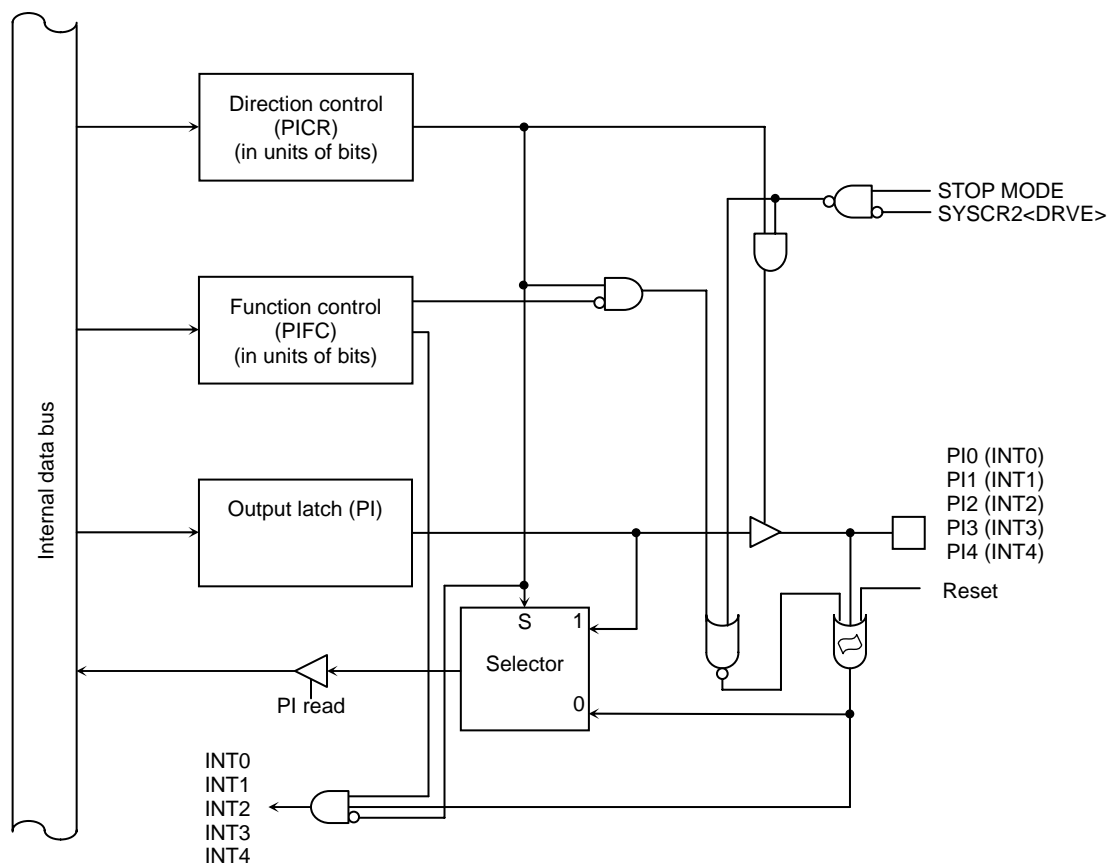 Direction control
(PICR)
(in units of bits)
STOP MODE
SYSCR2<DRVE>
Function control
(PIFC)
(in units of bits)
Internal data bus
Output latch (PI)
PI0 (INT0)
PI1 (INT1)
PI2 (INT2)
PI3 (INT3)
PI4 (INT4)
Reset
S
1
Selector
0
PI read
INT0
INT1
INT2
INT3
INT4